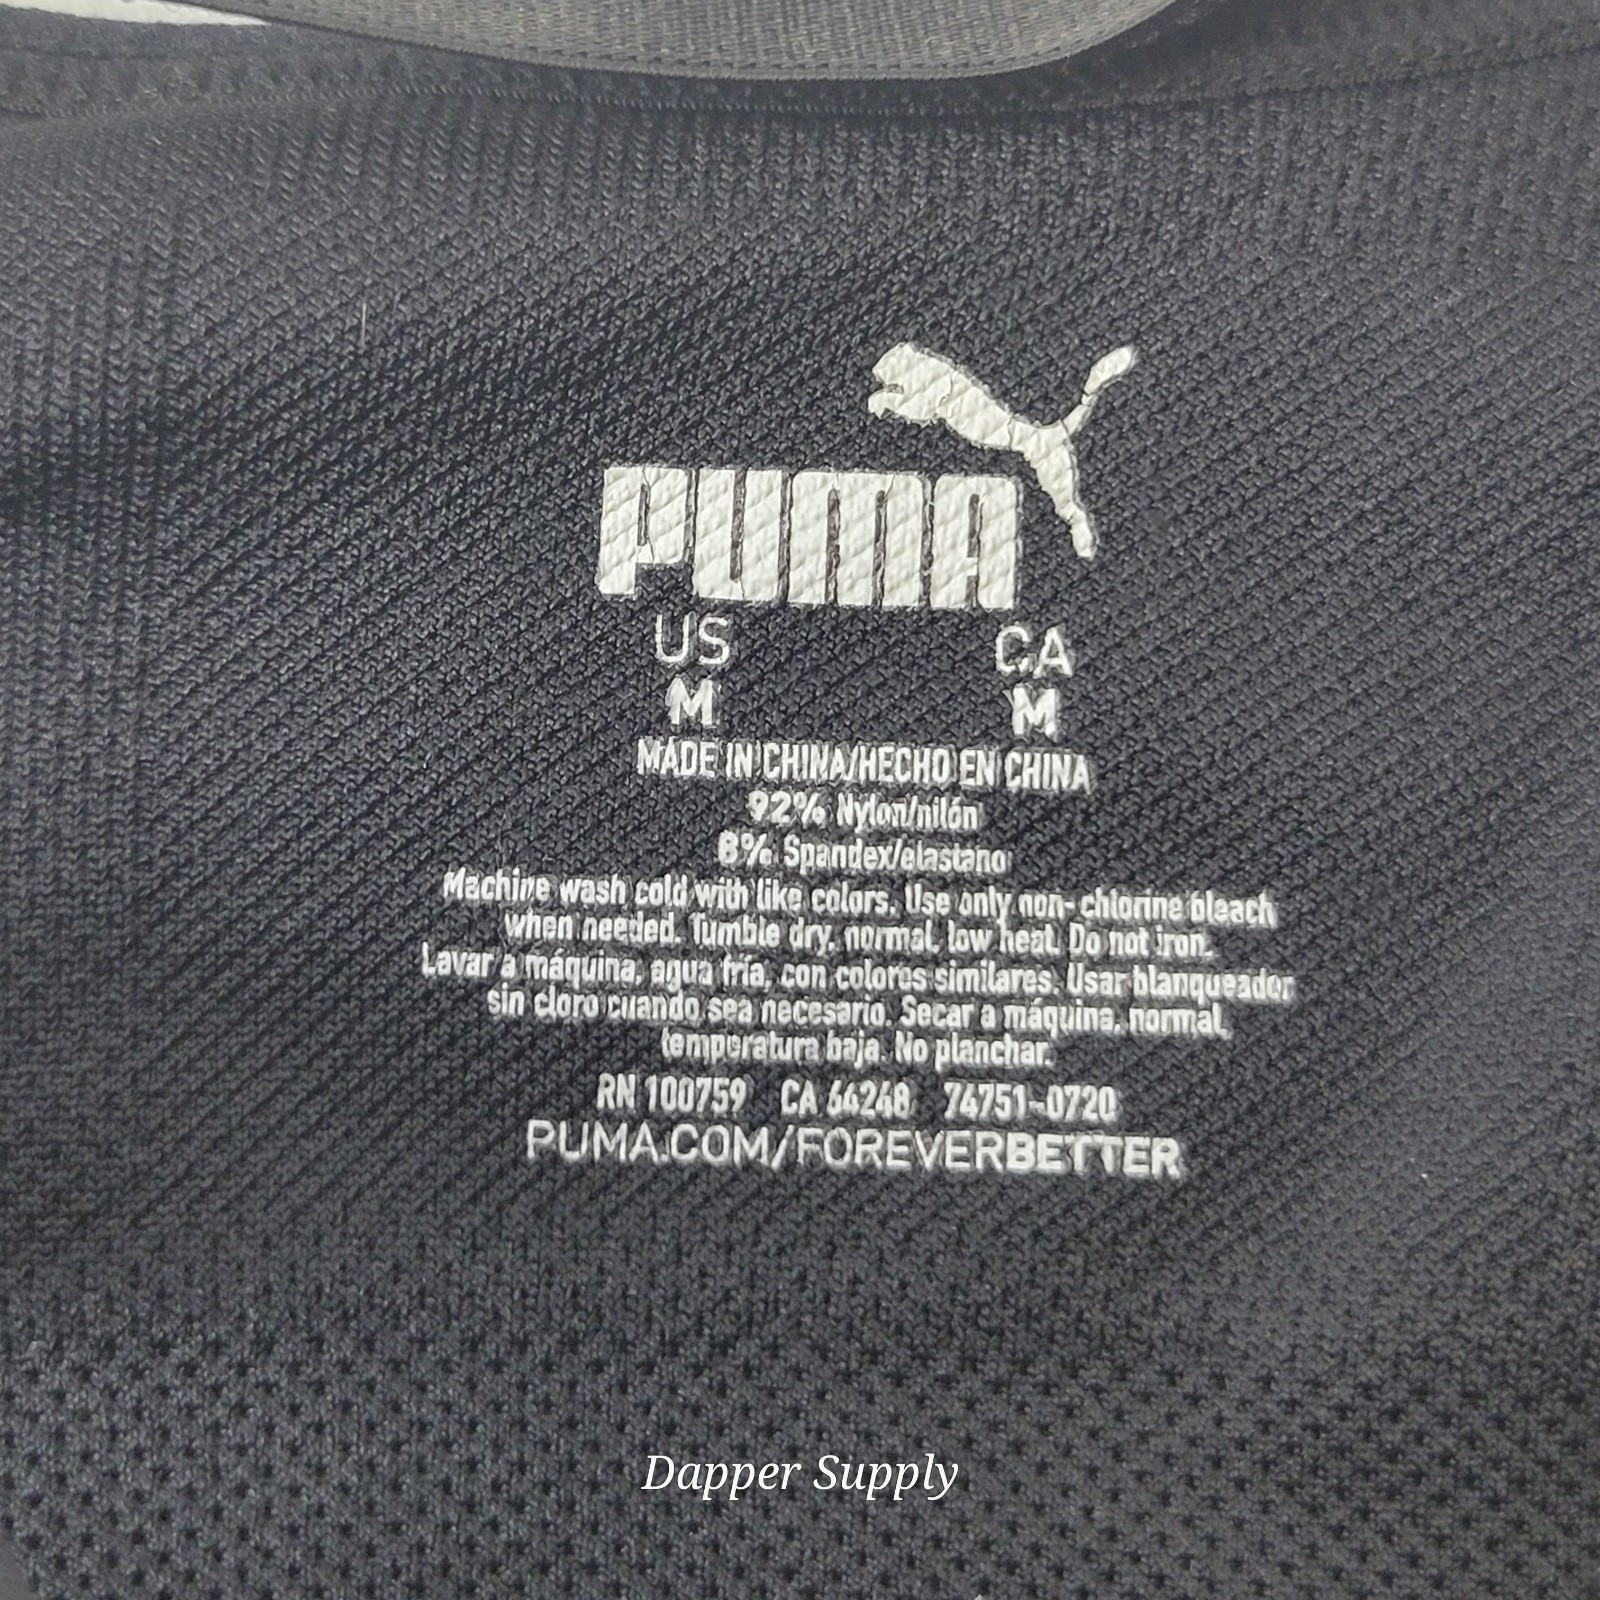 PUMA
US CA
M M
MADE IN CHINA/HECHO EN CHINA
92% Nylon/nilón
8% Spandex/elastano
Machine wash cold with like colors. Use only non- chlorine bleach
when needed. Tumble dry, normal, low heat. Do not iron.
Lavar a máquina, agua fría, con colores similares. Usar blanqueador
sin cloro cuando sea necesario. Secar a máquina, normal,
temperatura baja. No planchar.
RN 100759 CA 64248 74751-0720
PUMA.COM/FOREVERBETTER
Dapper Supply